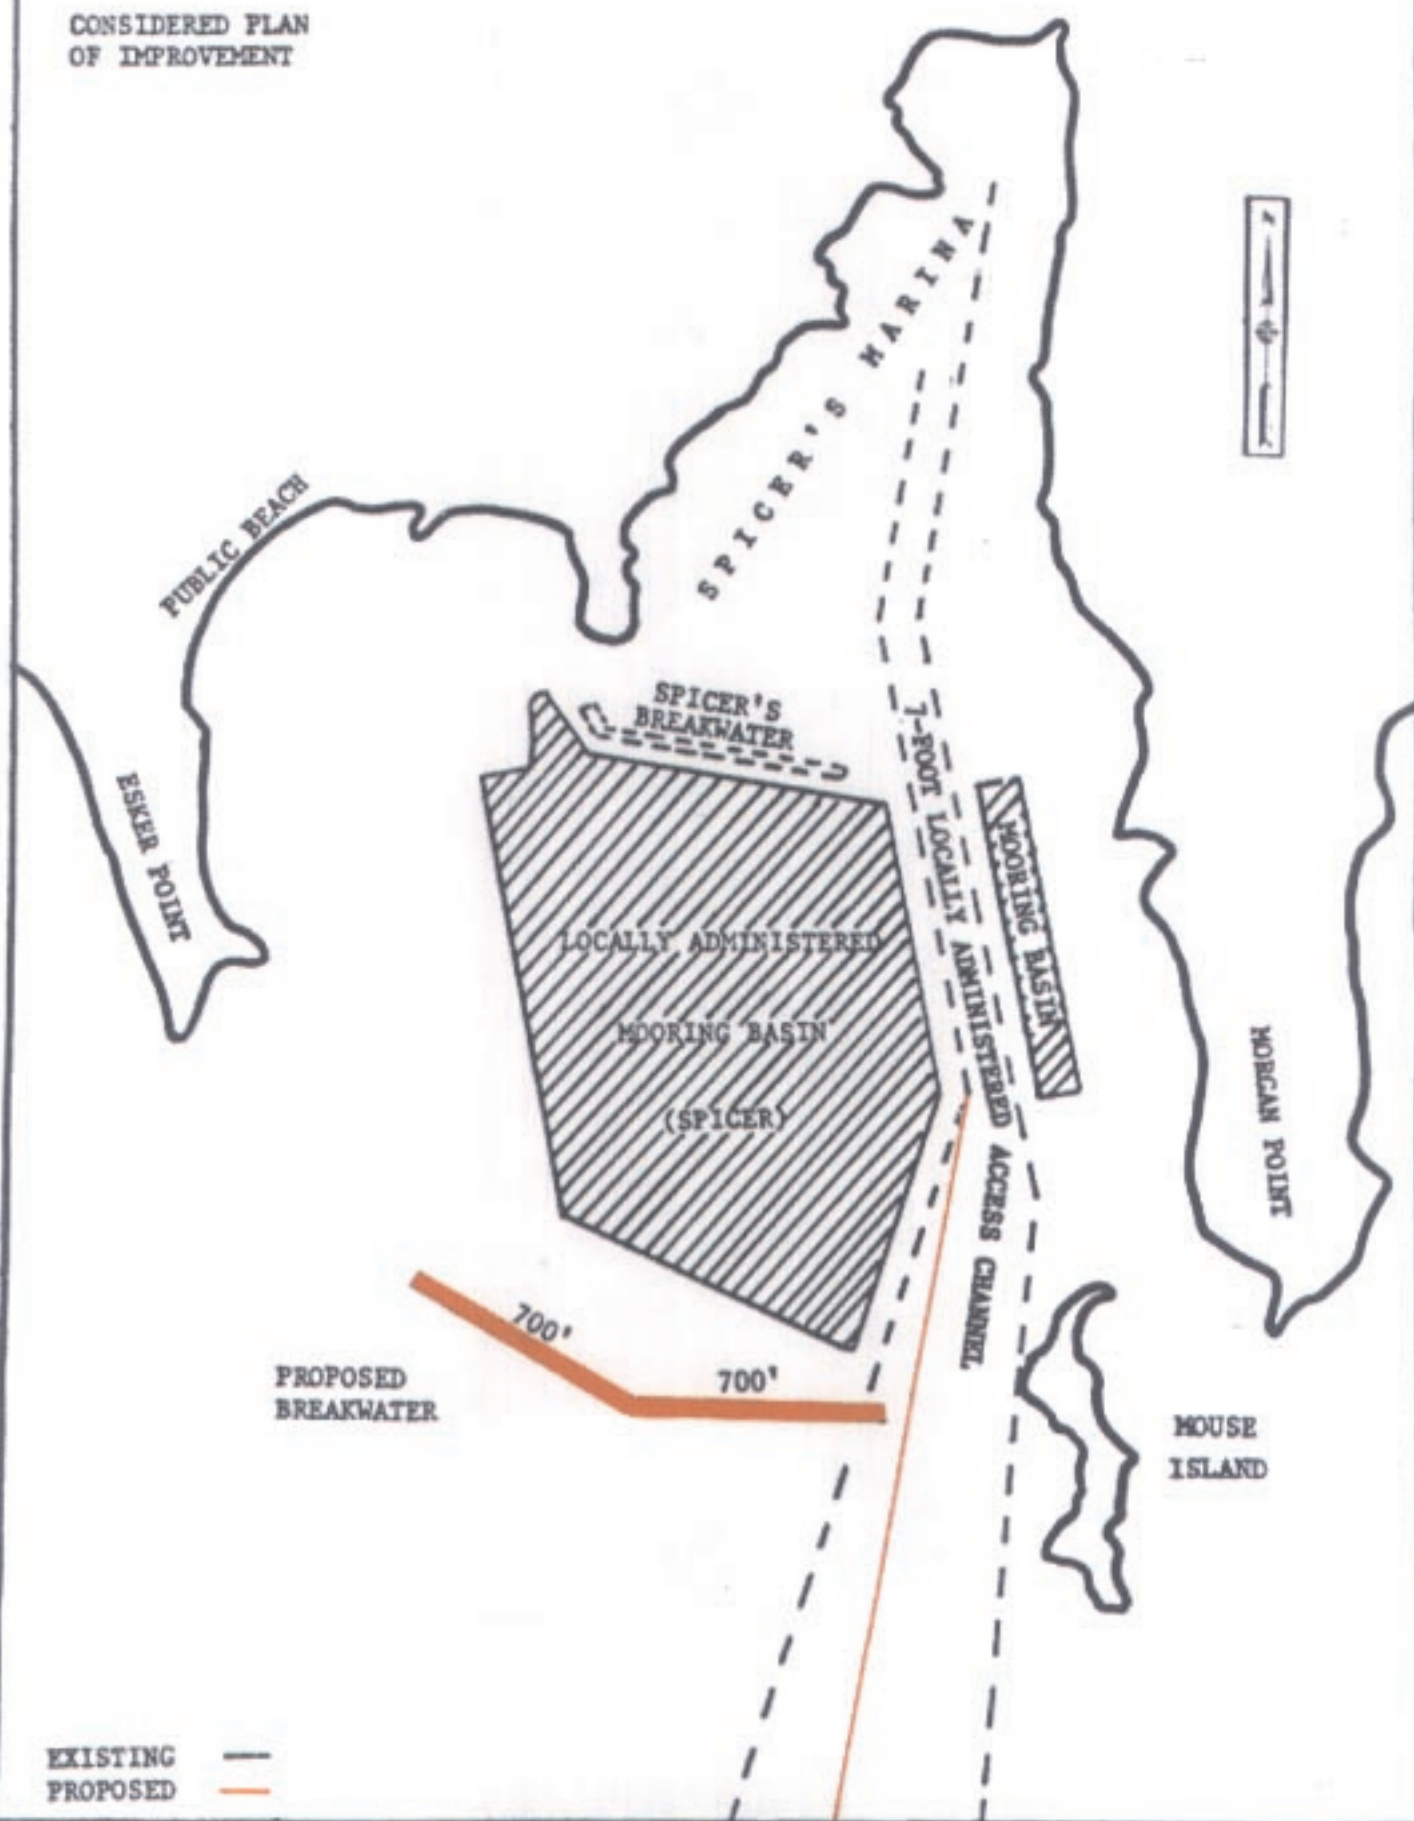 CONSIDERED PLAN
OF IMPROVEMENT
SPICER'S MARINA
PUBLIC BEACH
SPICER'S
BREAKWATER
ESKER POINT
7-FOOT LOCALLY ADMINISTERED ACCESS CHANNEL
MOORING BASIN
LOCALLY ADMINISTERED
MOORING BASIN
(SPICER)
MORGAN POINT
700'
700'
PROPOSED
BREAKWATER
MOUSE
ISLAND
EXISTING
PROPOSED